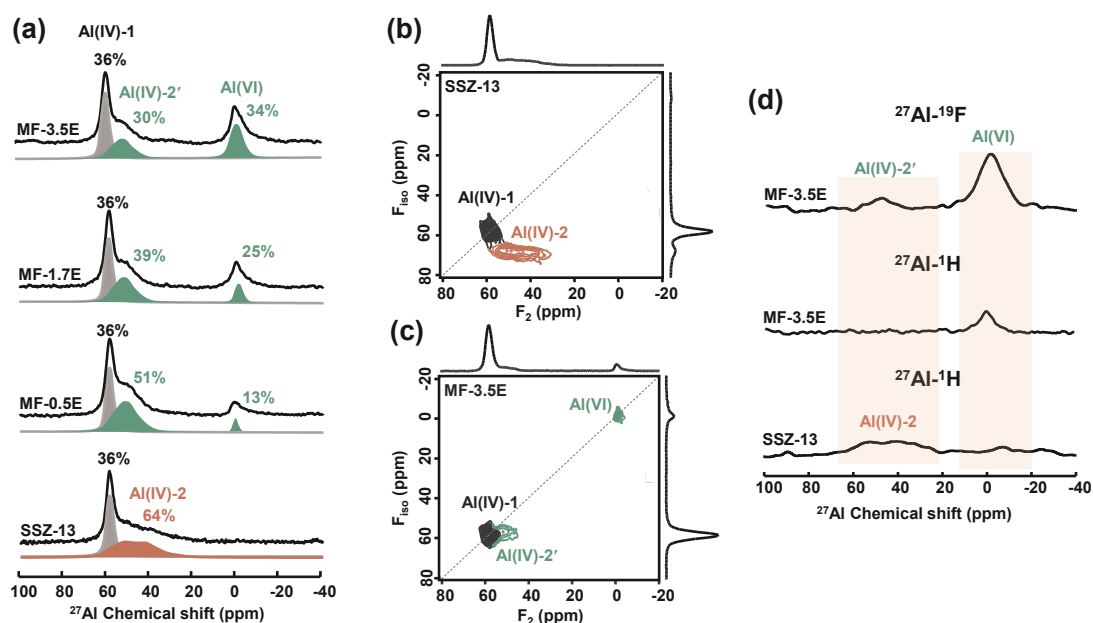 (a)
Al(IV)-1
36%
Al(IV)-2′
30%
Al(VI)
34%
MF-3.5E
36%
39%
25%
MF-1.7E
36%
51%
13%
MF-0.5E
36%
Al(IV)-2
64%
SSZ-13
100 80 60 40 20 0 -20 -40
²⁷Al Chemical shift (ppm)
(b)
-20
0
20
40
60
80
Fiso (ppm)
SSZ-13
Al(IV)-1
Al(IV)-2
80 60 40 20 0 -20
F₂ (ppm)
(c)
-20
0
20
40
60
80
Fiso (ppm)
MF-3.5E
Al(VI)
Al(IV)-1
Al(IV)-2′
80 60 40 20 0 -20
F₂ (ppm)
(d)
²⁷Al-¹⁹F
Al(VI)
Al(IV)-2′
MF-3.5E
²⁷Al-¹H
MF-3.5E
²⁷Al-¹H
Al(IV)-2
SSZ-13
100 80 60 40 20 0 -20 -40
²⁷Al Chemical shift (ppm)